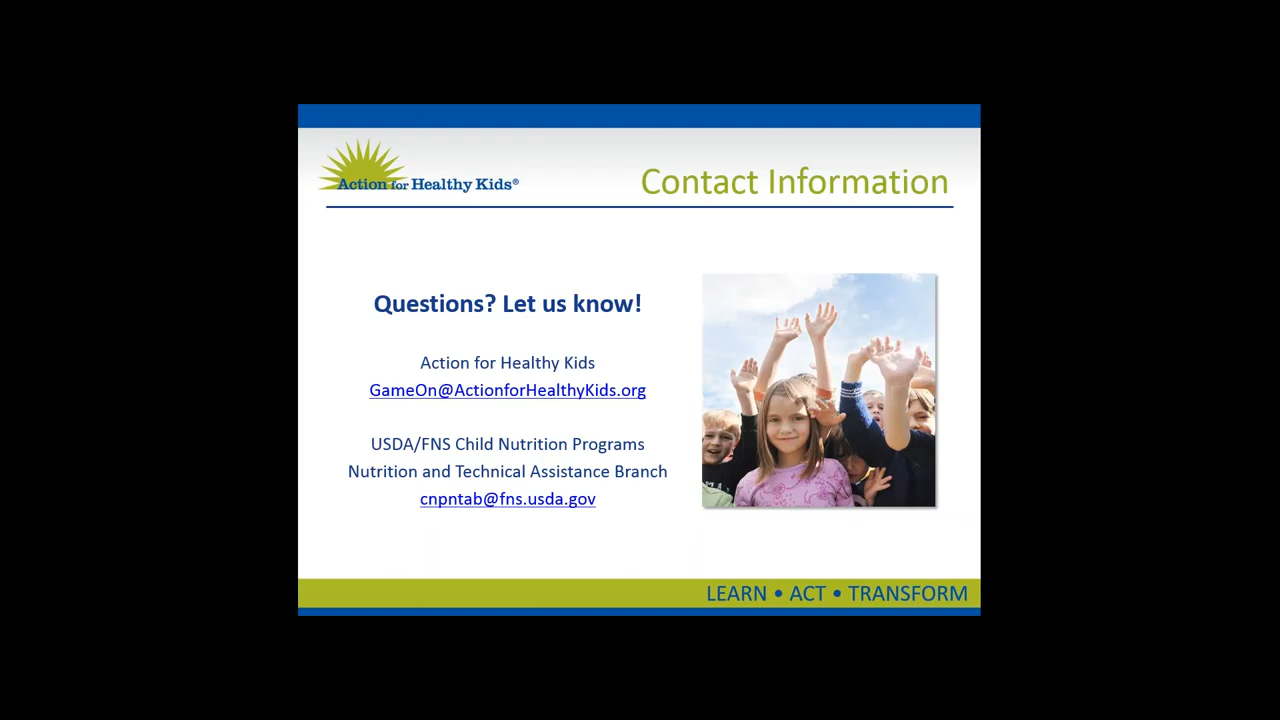 Action for Healthy Kids®
Contact Information
Questions? Let us know!
Action for Healthy Kids
GameOn@ActionforHealthyKids.org
USDA/FNS Child Nutrition Programs
Nutrition and Technical Assistance Branch
cnpntab@fns.usda.gov
LEARN • ACT • TRANSFORM